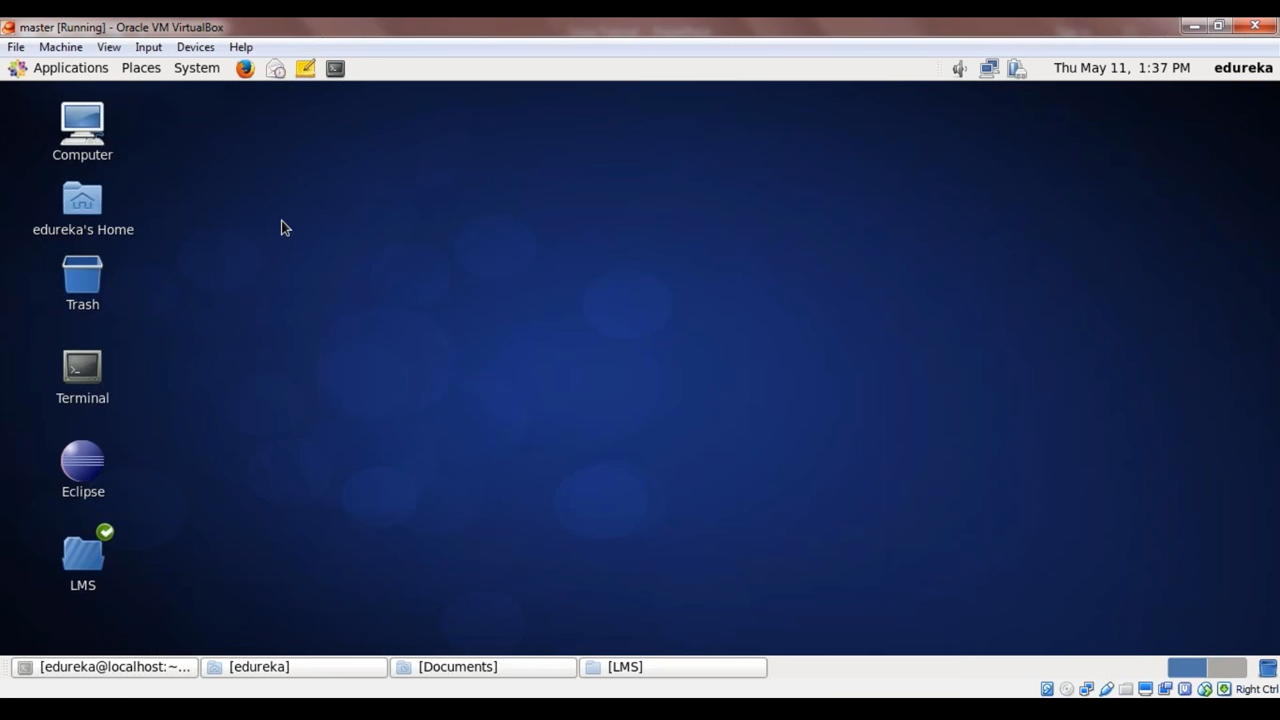 master [Running] - Oracle VM VirtualBox
File Machine View Input Devices Help
Applications Places System Thu May 11, 1:37 PM edureka
Computer
edureka's Home
Trash
Terminal
Eclipse
LMS
[edureka@localhost:~... [edureka] [Documents] [LMS]
Right Ctrl